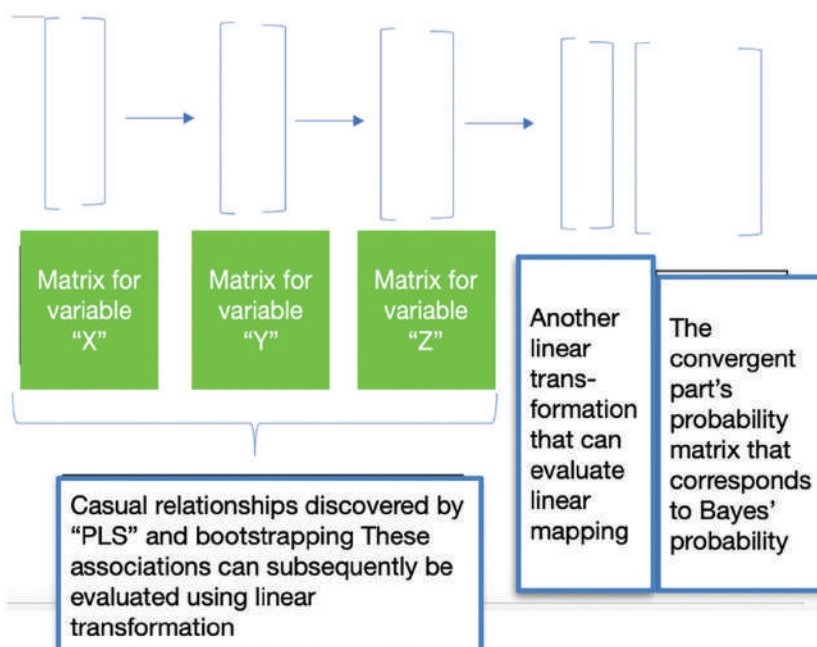 Matrix for
variable
“X”
Matrix for
variable
“Y”
Matrix for
variable
“Z”
Another
linear
trans-
formation
that can
evaluate
linear
mapping
The
convergent
part’s
probability
matrix that
corresponds
to Bayes’
probability
Casual relationships discovered by
“PLS” and bootstrapping These
associations can subsequently be
evaluated using linear
transformation